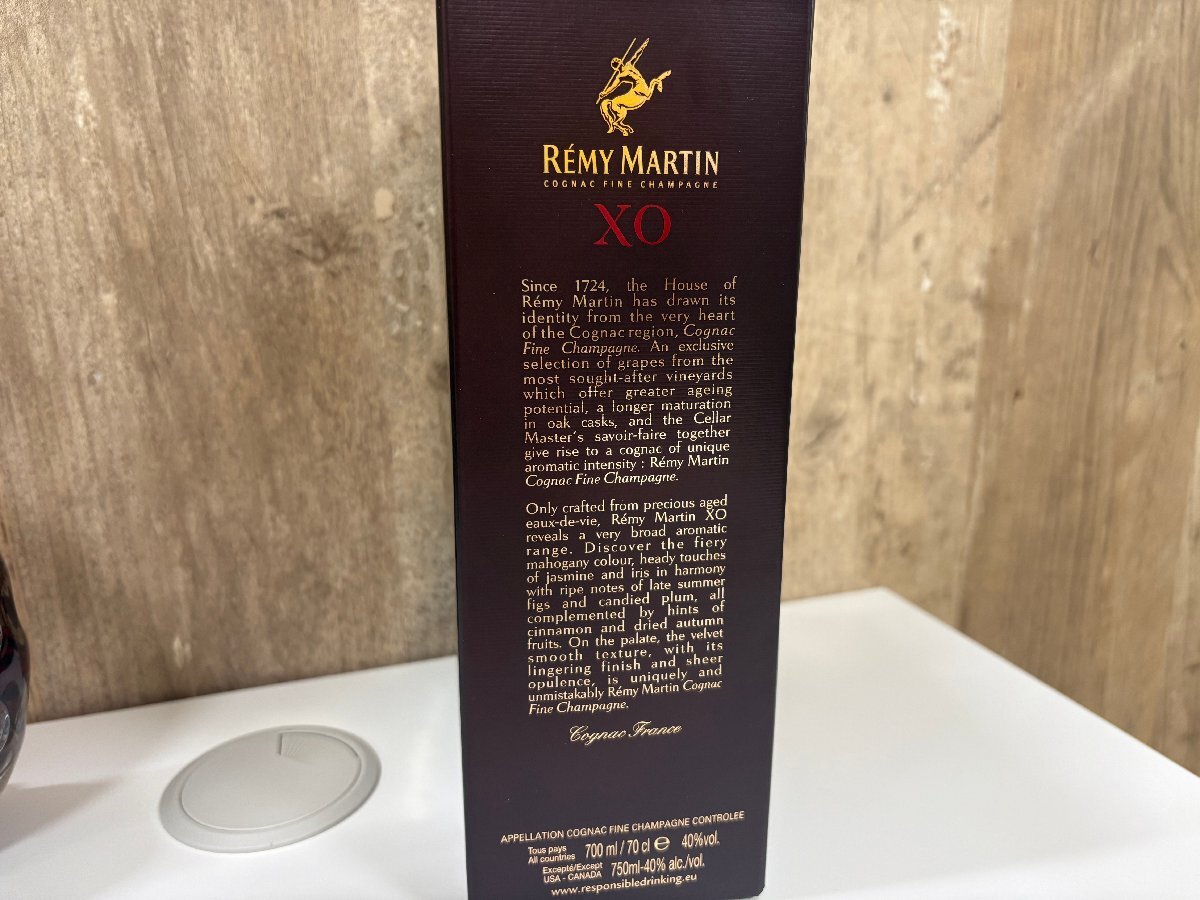 RÉMY MARTIN
COGNAC FINE CHAMPAGNE
XO
Since 1724, the House of
Rémy Martin has drawn its
identity from the very heart
of the Cognac region, Cognac
Fine Champagne. An exclusive
selection of grapes from the
most sought-after vineyards
which offer greater ageing
potential, a longer maturation
in oak casks, and the Cellar
Master's savoir-faire together
give rise to a cognac of unique
aromatic intensity : Rémy Martin
Cognac Fine Champagne.
Only crafted from precious aged
eaux-de-vie, Rémy Martin XO
reveals a very broad aromatic
range. Discover the fiery
mahogany colour, heady touches
of jasmine and iris in harmony
with ripe notes of late summer
figs and candied plum, all
complemented by hints of
cinnamon and dried autumn
fruits. On the palate, the velvet
smooth texture, with its
lingering finish and sheer
opulence, is uniquely and
unmistakably Rémy Martin Cognac
Fine Champagne.
Cognac France
APPELLATION COGNAC FINE CHAMPAGNE CONTROLEE
Tous pays
All countries 700 ml / 70 cl e 40%vol.
Excepté/Except
USA - CANADA 750ml-40% alc./vol.
www.responsibledrinking.eu